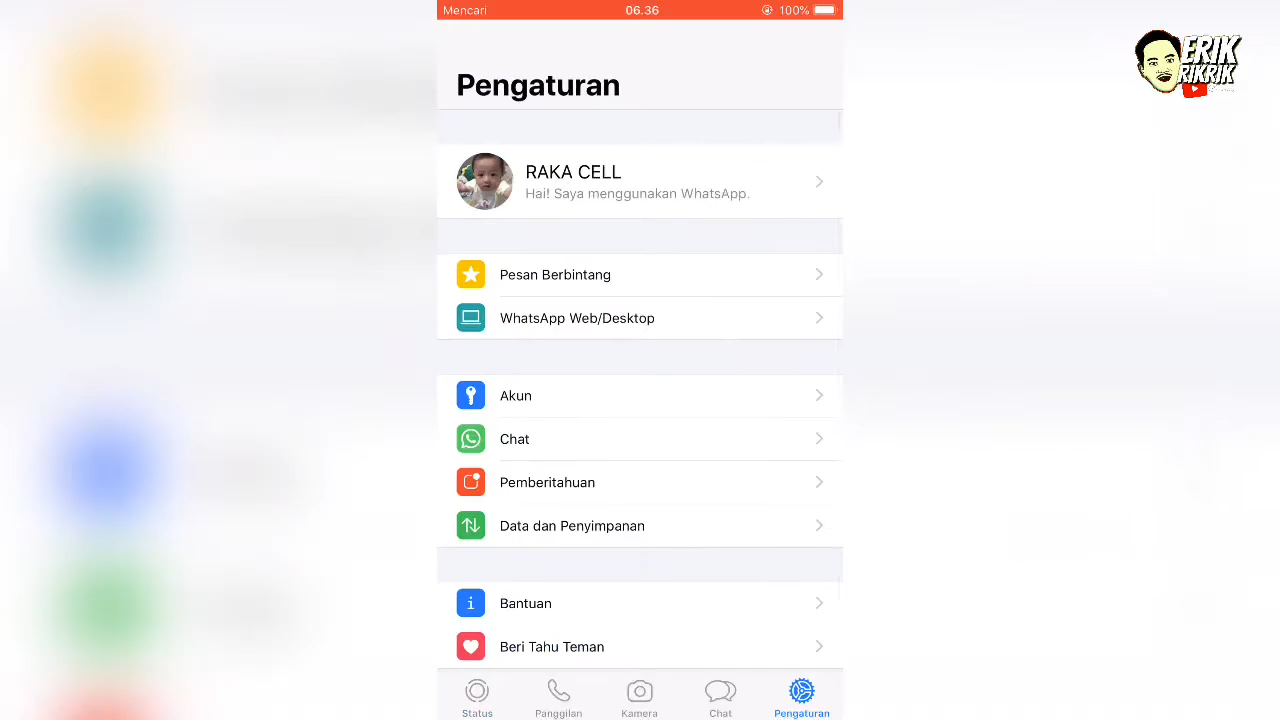 Mencari 06.36 100%
ERIK
RIKRIK
Pengaturan
RAKA CELL
Hai! Saya menggunakan WhatsApp.
Pesan Berbintang
WhatsApp Web/Desktop
Akun
Chat
Pemberitahuan
Data dan Penyimpanan
Bantuan
Beri Tahu Teman
Status Panggilan Kamera Chat Pengaturan